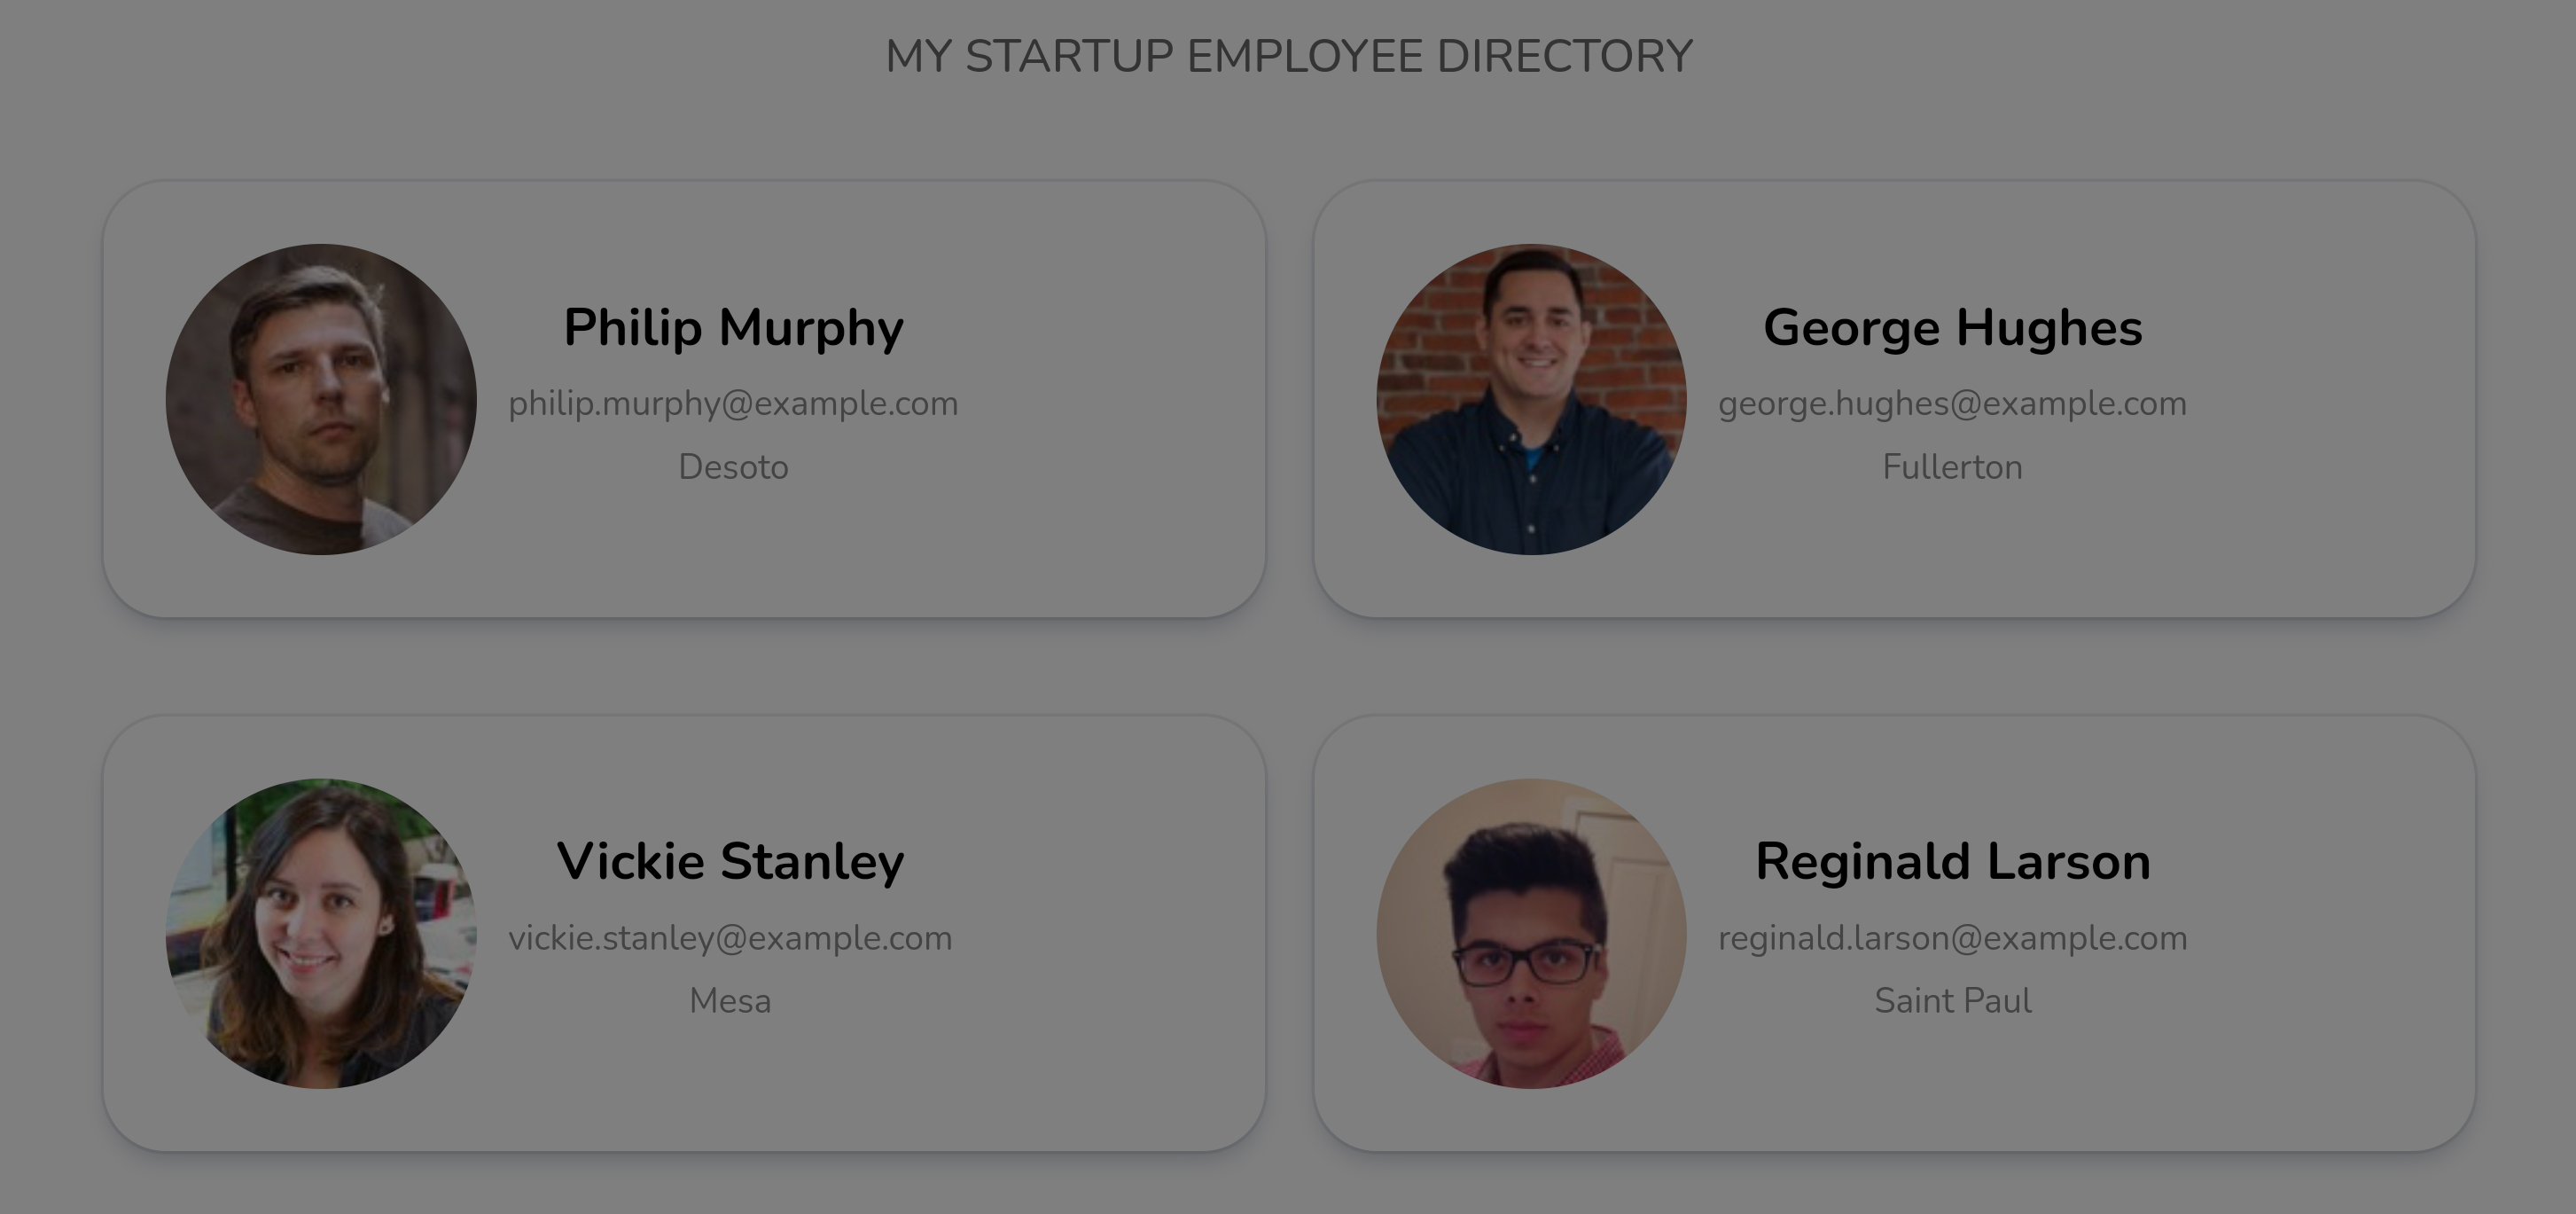 MY STARTUP EMPLOYEE DIRECTORY
Philip Murphy
philip.murphy@example.com
Desoto
George Hughes
george.hughes@example.com
Fullerton
Vickie Stanley
vickie.stanley@example.com
Mesa
Reginald Larson
reginald.larson@example.com
Saint Paul